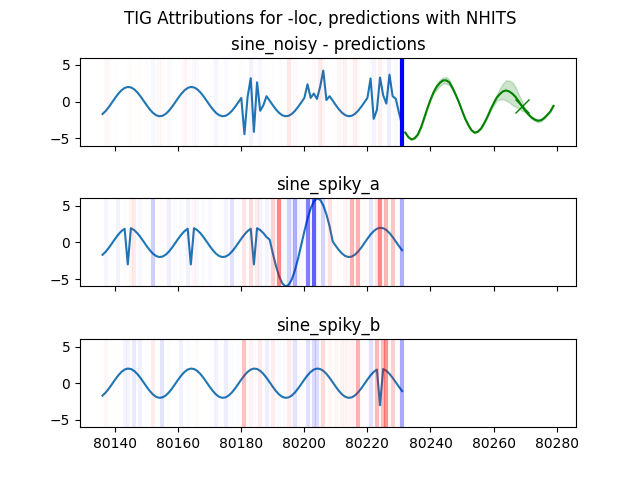 TIG Attributions for -loc, predictions with NHITS
sine_noisy - predictions
5
0
−5
sine_spiky_a
5
0
−5
sine_spiky_b
5
0
−5
80140 80160 80180 80200 80220 80240 80260 80280